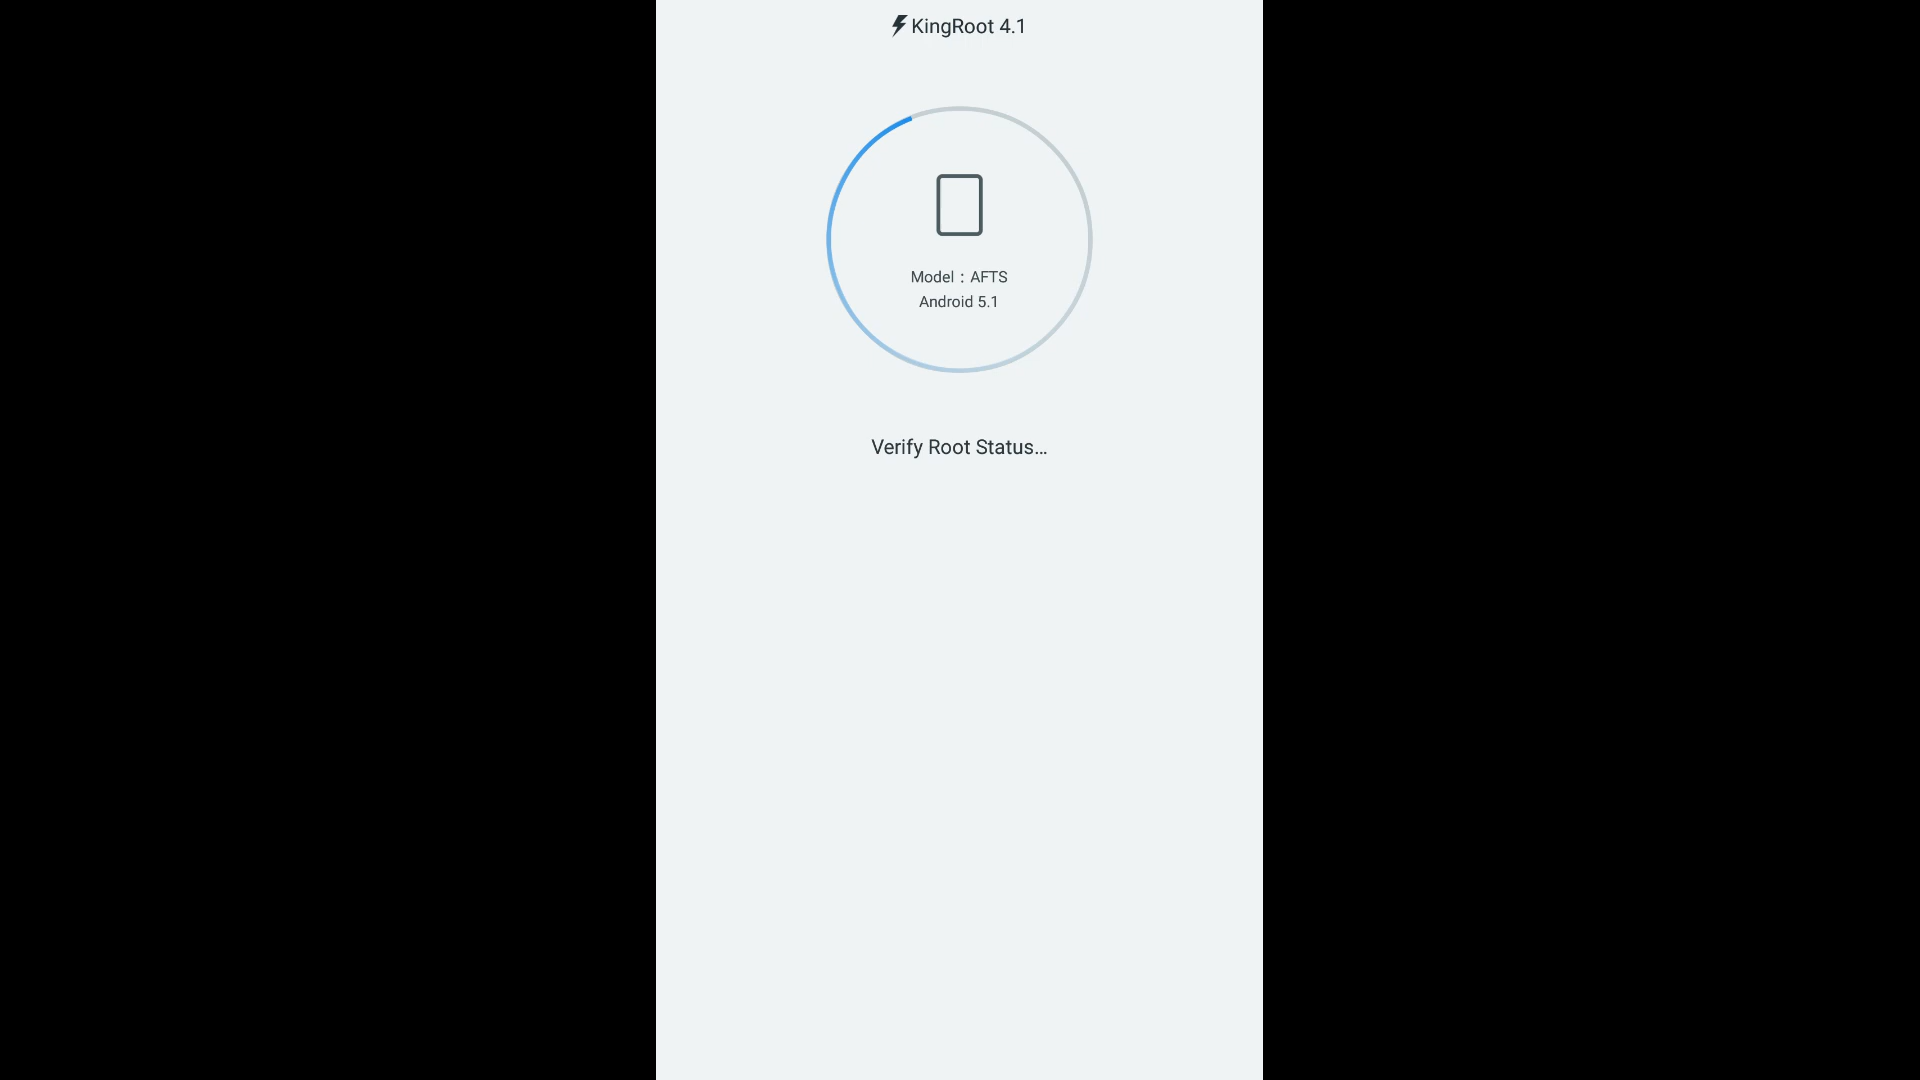 KingRoot 4.1
Model : AFTS
Android 5.1
Verify Root Status...